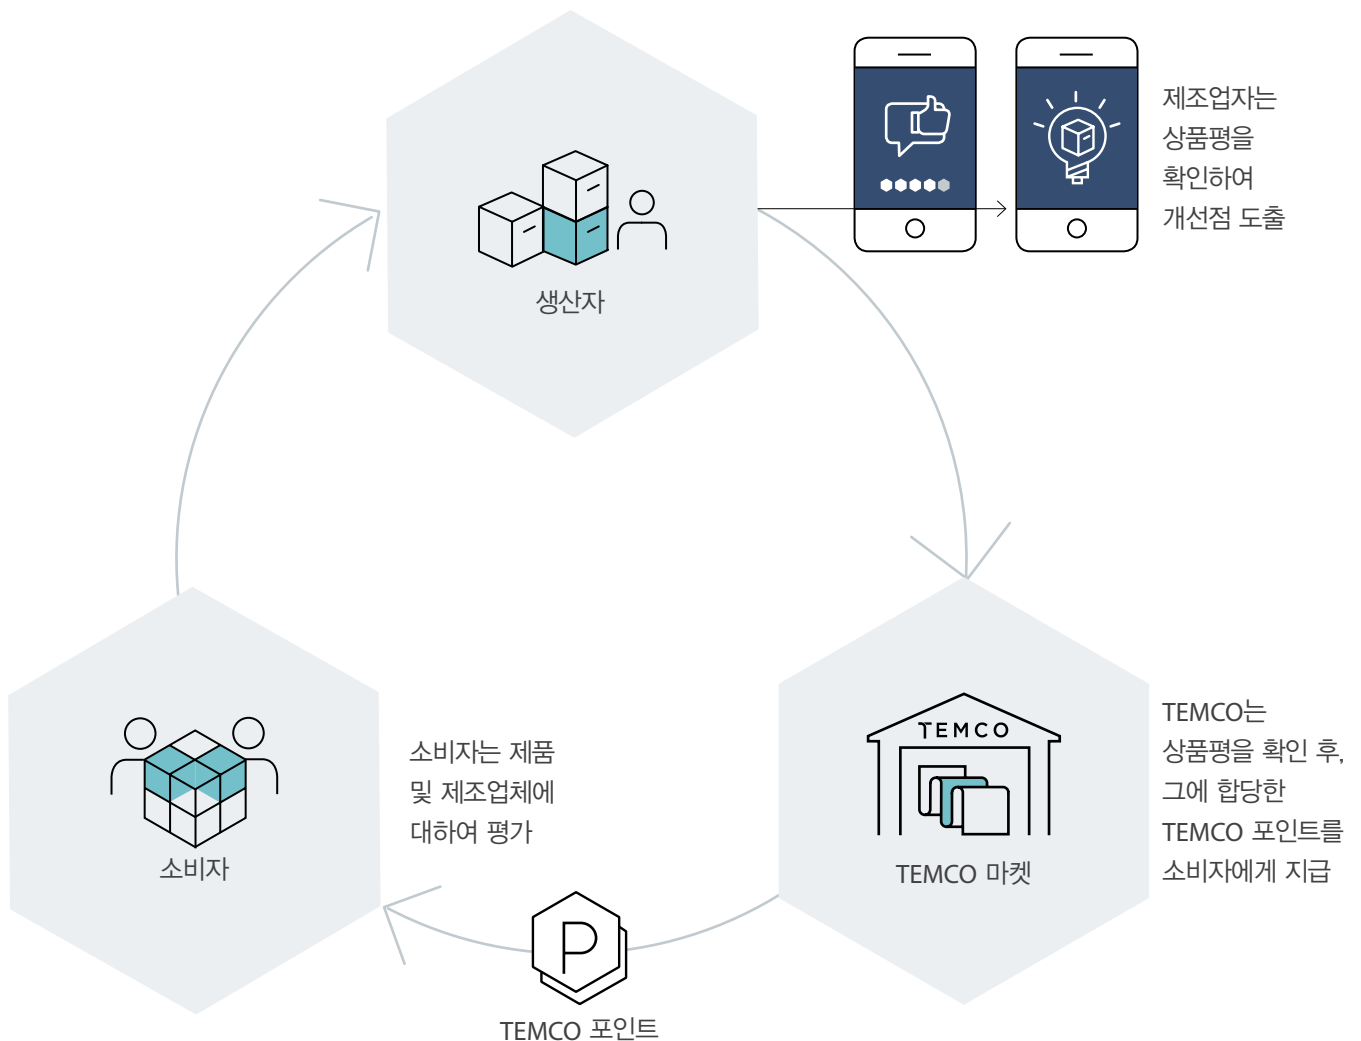 제조업자는
상품평을
확인하여
개선점 도출
생산자
TEMCO
TEMCO 마켓
TEMCO는
상품평을 확인 후,
그에 합당한
TEMCO 포인트를
소비자에게 지급
소비자는 제품
및 제조업체에
대하여 평가
소비자
P
TEMCO 포인트